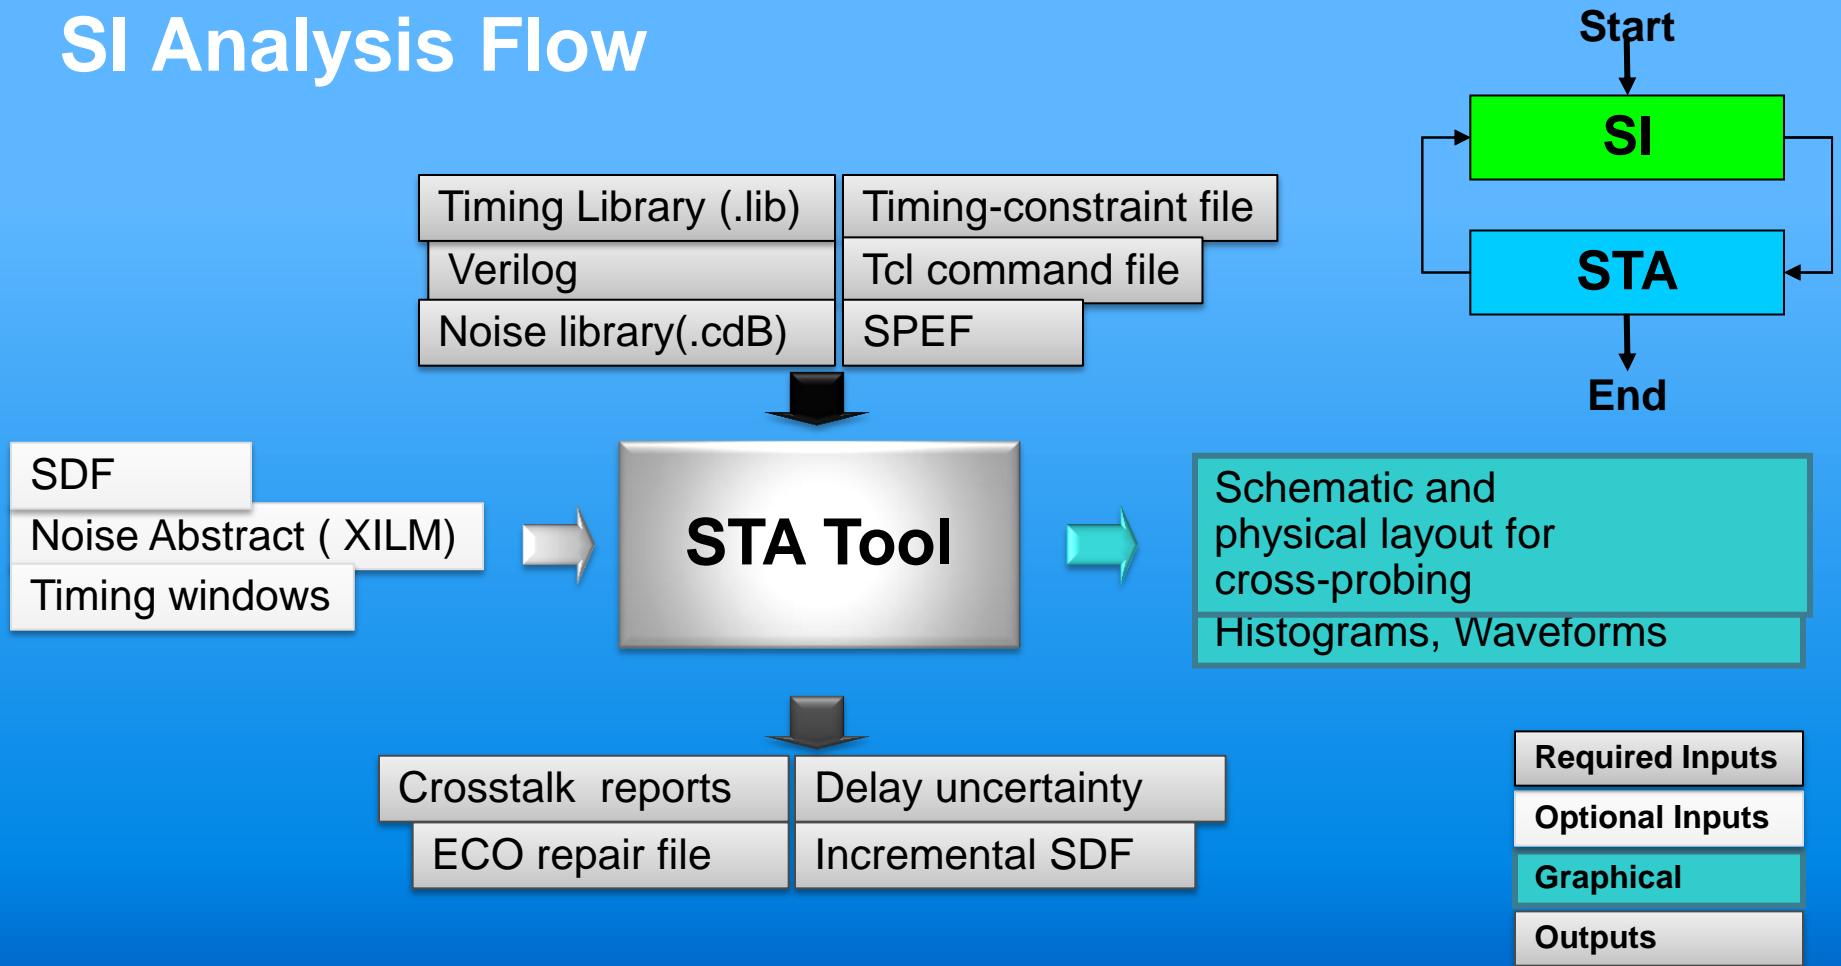 SI Analysis Flow
Start
SI
STA
End
Timing Library (.lib)
Timing-constraint file
Verilog
Tcl command file
Noise library(.cdB)
SPEF
SDF
Noise Abstract ( XILM)
Timing windows
STA Tool
Schematic and
physical layout for
cross-probing
Histograms, Waveforms
Crosstalk  reports
Delay uncertainty
ECO repair file
Incremental SDF
Required Inputs
Optional Inputs
Graphical
Outputs